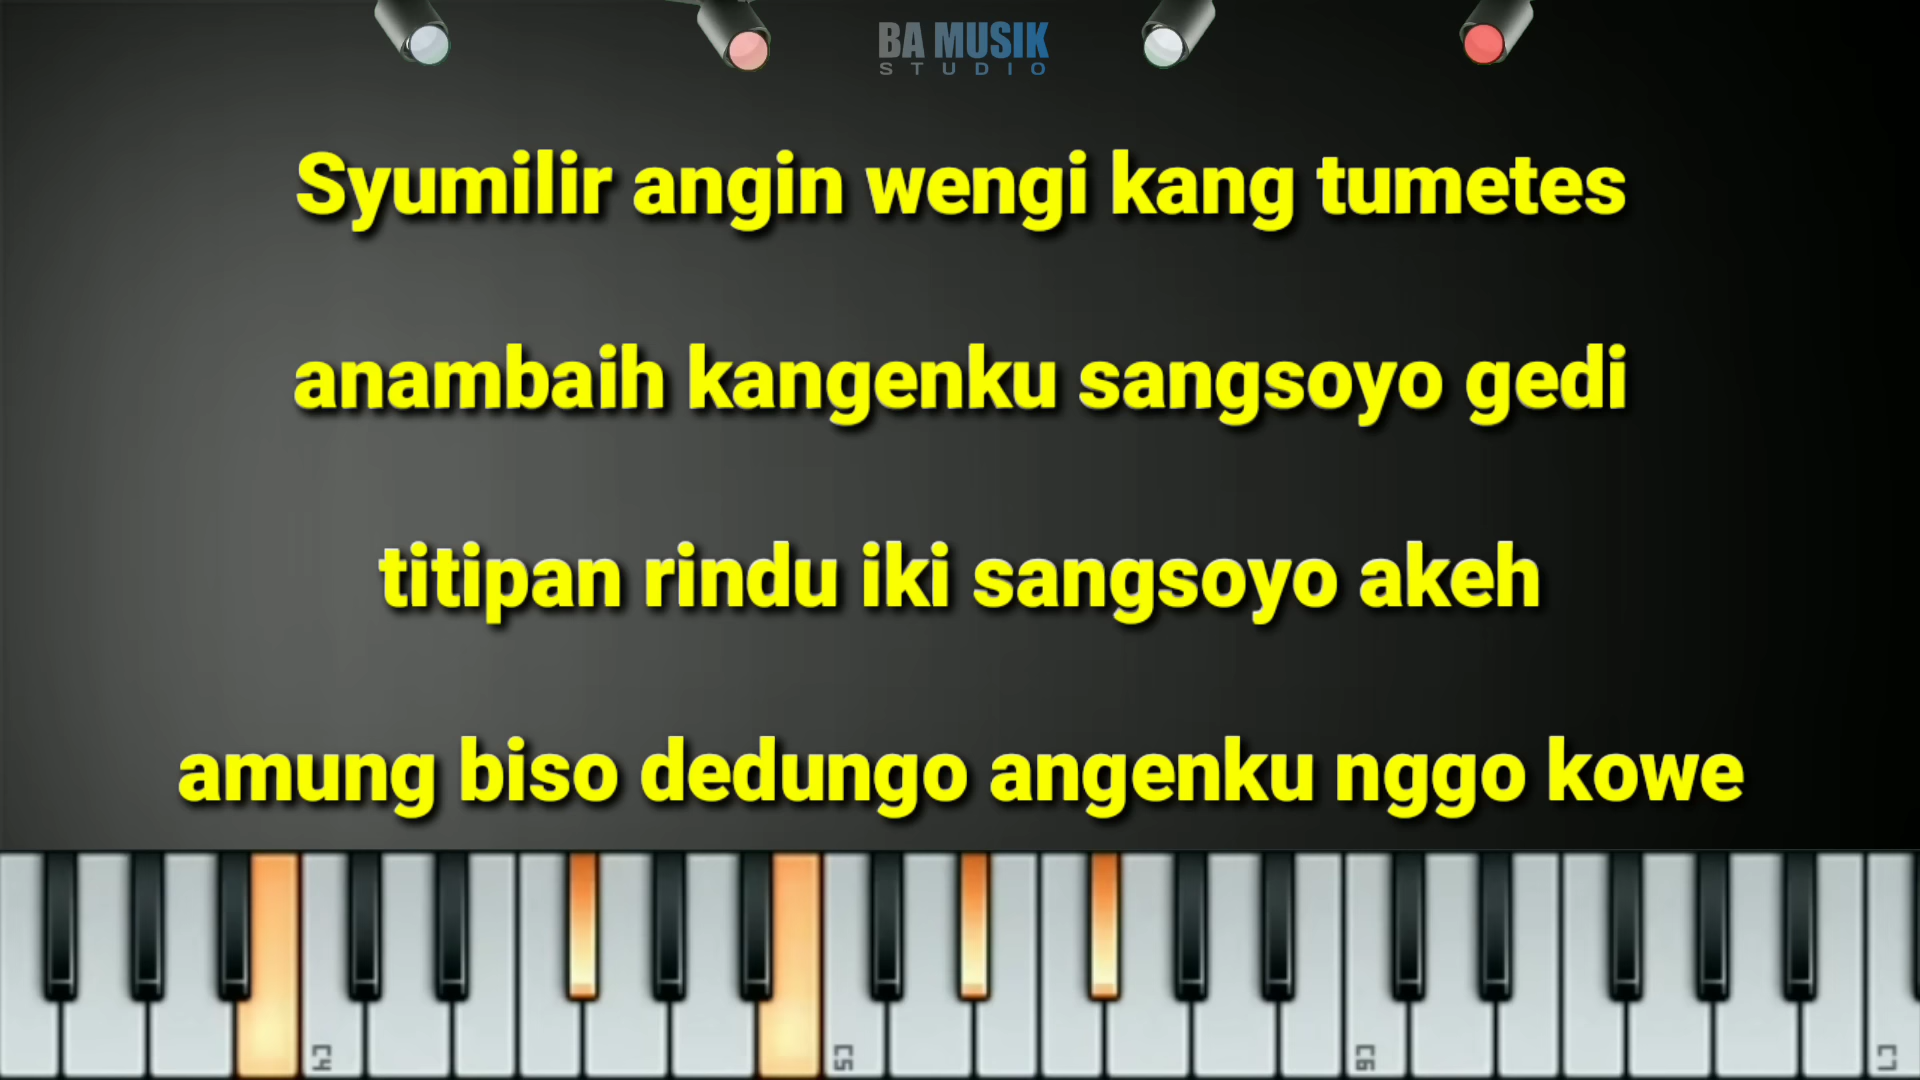 BA MUSIK
STUDIO
Syumilir angin wengi kang tumetes
anambaih kangenku sangsoyo gedi
titipan rindu iki sangsoyo akeh
amung biso dedungo angenku nggo kowe
C4
C5
C6
C7